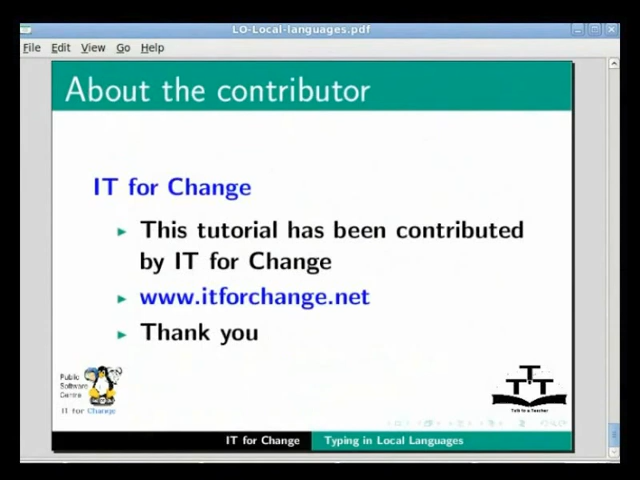 LO-Local-languages.pdf
File Edit View Go Help
About the contributor
IT for Change
This tutorial has been contributed
by IT for Change
www.itforchange.net
Thank you
Public
Software
Centre
IT for Change
Talk to a Teacher
IT for Change Typing in Local Languages